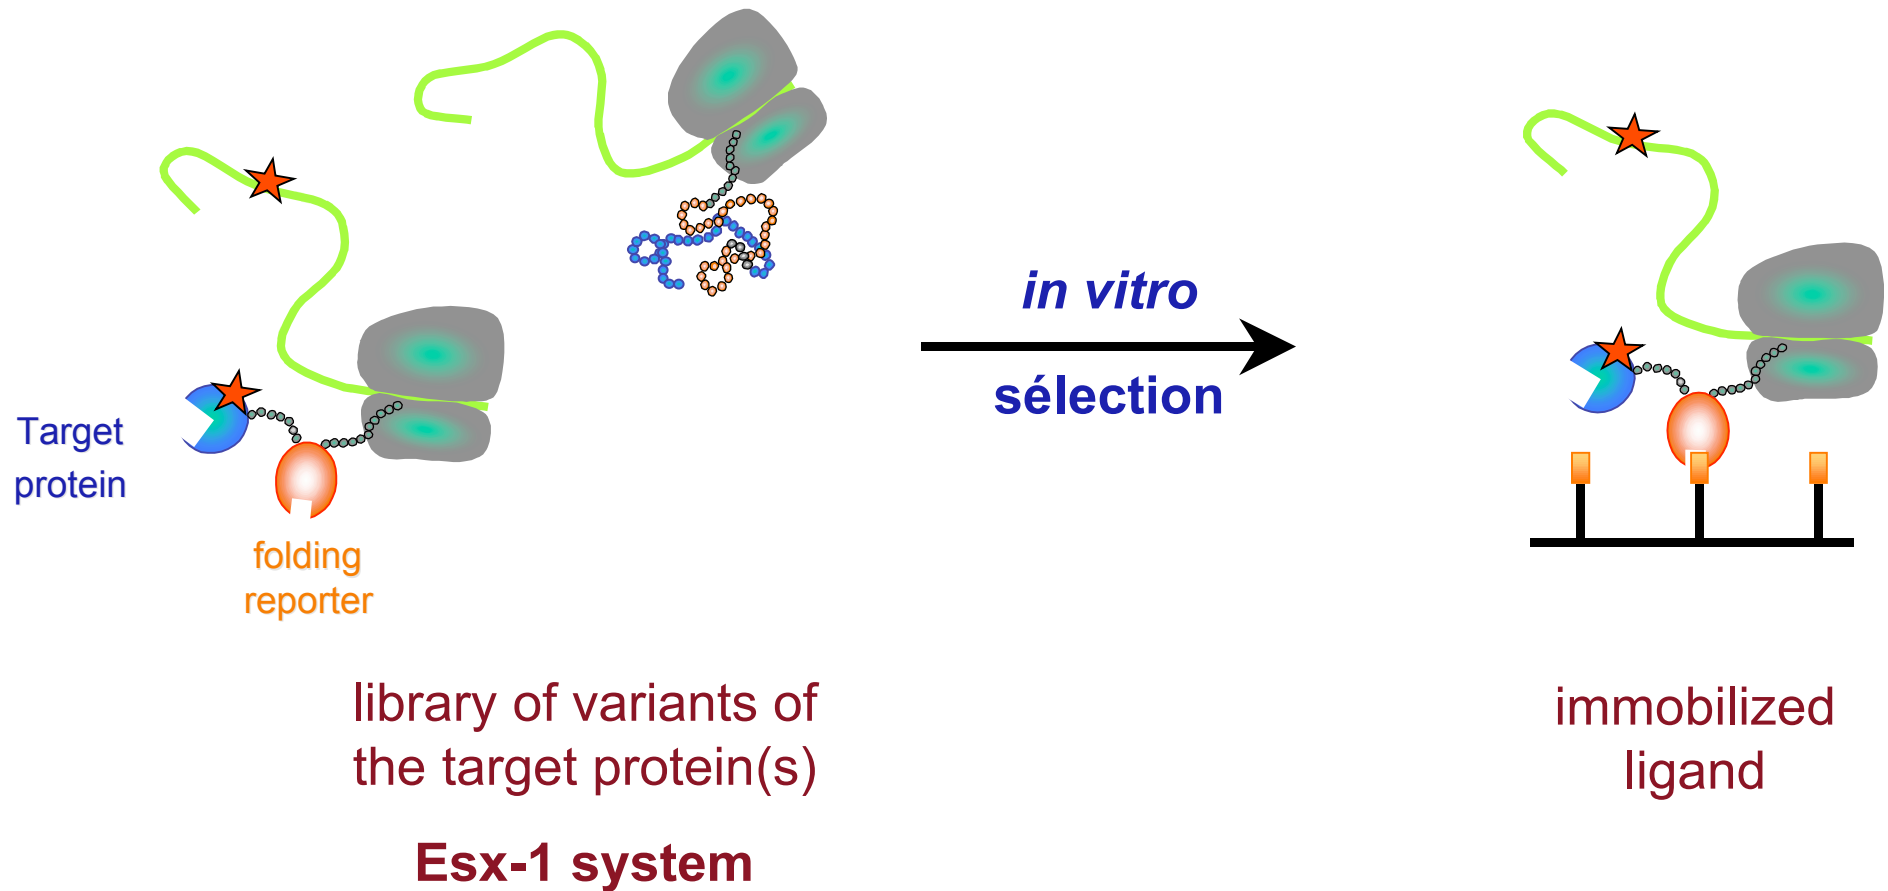 in vitro
sélection
Target
protein
folding
reporter
library of variants of
the target protein(s)
Esx-1 system
immobilized
ligand